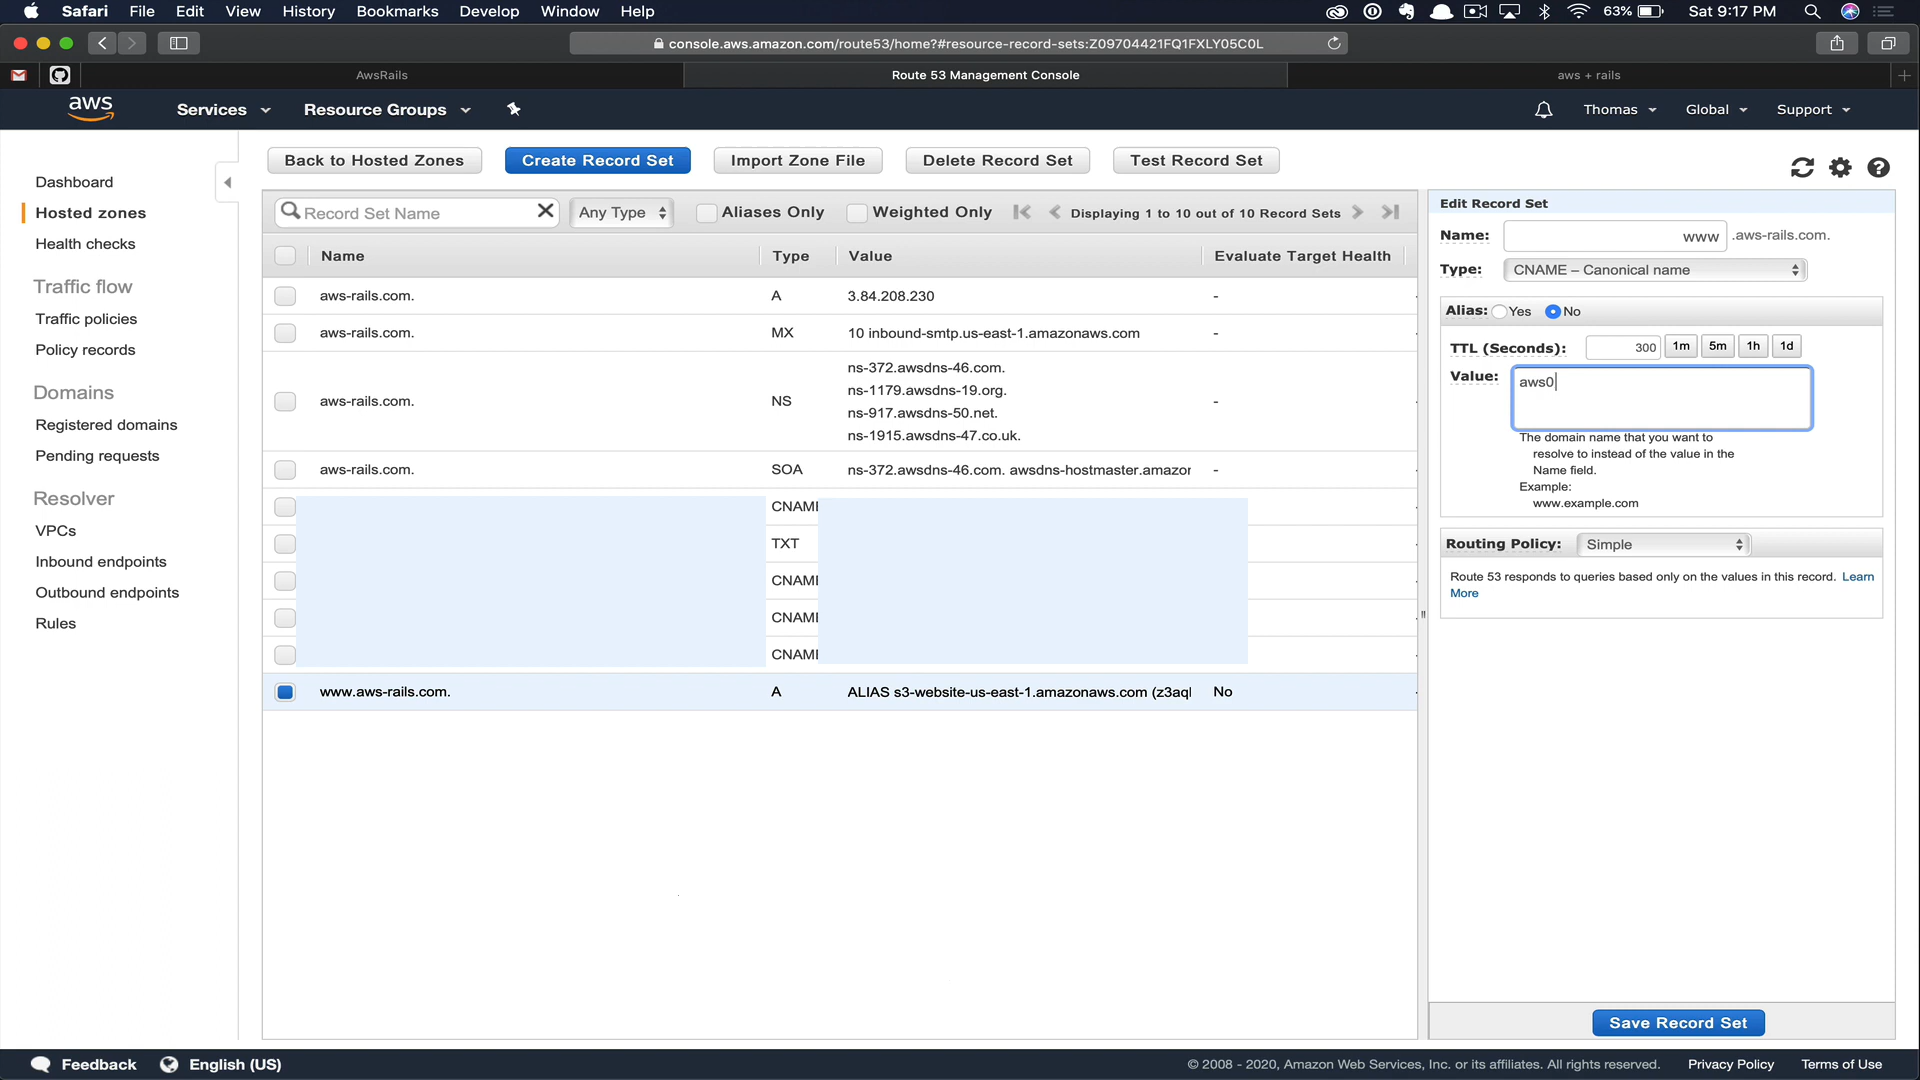 Safari File Edit View History Bookmarks Develop Window Help 63% Sat 9:17 PM
console.aws.amazon.com/route53/home?#resource-record-sets:Z09704421FQ1FXLY05C0L
AwsRails Route 53 Management Console aws + rails
aws Services Resource Groups Thomas Global Support
Back to Hosted Zones Create Record Set Import Zone File Delete Record Set Test Record Set
Dashboard
Hosted zones
Health checks
Traffic flow
Traffic policies
Policy records
Domains
Registered domains
Pending requests
Resolver
VPCs
Inbound endpoints
Outbound endpoints
Rules
Record Set Name Any Type Aliases Only Weighted Only Displaying 1 to 10 out of 10 Record Sets
Name Type Value Evaluate Target Health
aws-rails.com. A 3.84.208.230 -
aws-rails.com. MX 10 inbound-smtp.us-east-1.amazonaws.com -
ns-372.awsdns-46.com.
ns-1179.awsdns-19.org.
aws-rails.com. NS -
ns-917.awsdns-50.net.
ns-1915.awsdns-47.co.uk.
aws-rails.com. SOA ns-372.awsdns-46.com. awsdns-hostmaster.amazor -
CNAME
TXT
CNAME
CNAME
CNAME
www.aws-rails.com. A ALIAS s3-website-us-east-1.amazonaws.com (z3aql No
Edit Record Set
Name: www .aws-rails.com.
Type: CNAME – Canonical name
Alias: Yes No
TTL (Seconds): 300 1m 5m 1h 1d
Value: aws0
The domain name that you want to
resolve to instead of the value in the
Name field.
Example:
www.example.com
Routing Policy: Simple
Route 53 responds to queries based only on the values in this record. Learn
More
Save Record Set
Feedback English (US) © 2008 - 2020, Amazon Web Services, Inc. or its affiliates. All rights reserved. Privacy Policy Terms of Use